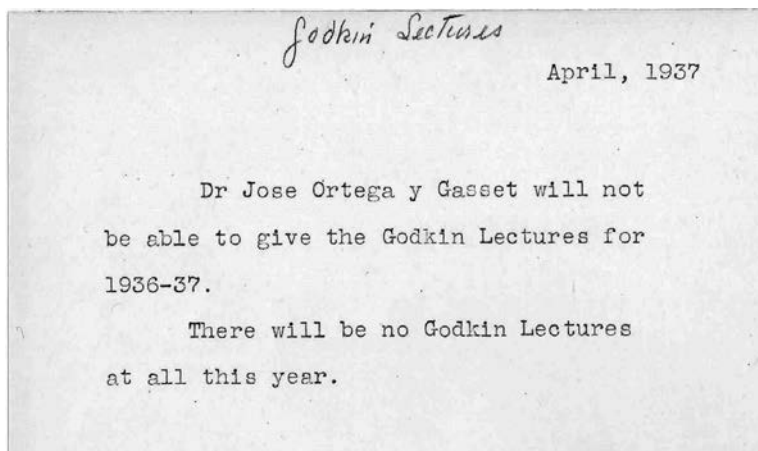 Godkin Lectures
April, 1937
Dr Jose Ortega y Gasset will not
be able to give the Godkin Lectures for
1936-37.
There will be no Godkin Lectures
at all this year.